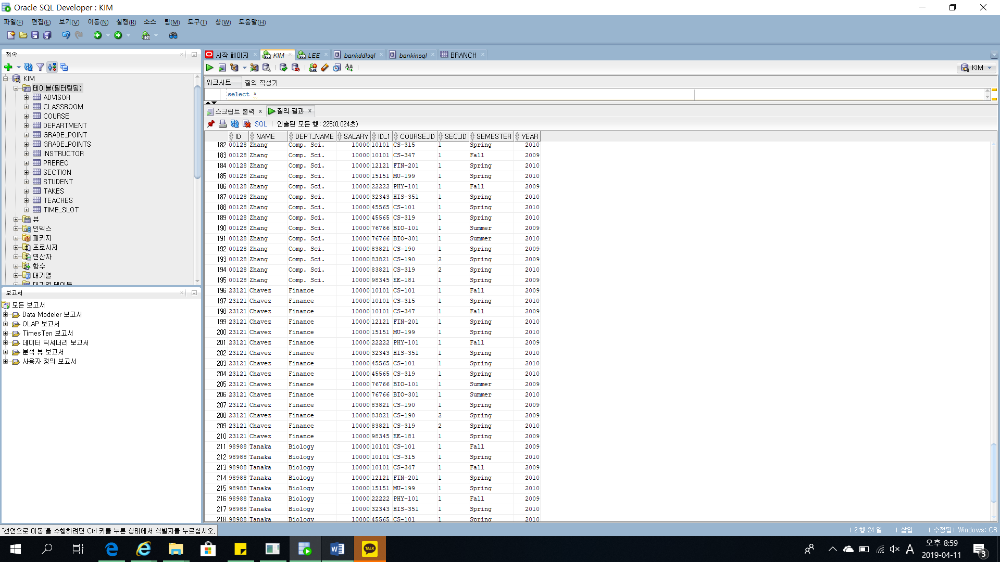 Oracle SQL Developer : KIM
파일(F) 편집(E) 보기(V) 이동(N) 실행(R) 소스 팀(M) 도구(T) 창(W) 도움말(H)
접속
KIM
테이블(필터링됨)
ADVISOR
CLASSROOM
COURSE
DEPARTMENT
GRADE_POINT
GRADE_POINTS
INSTRUCTOR
PREREQ
SECTION
STUDENT
TAKES
TEACHES
TIME_SLOT
뷰
인덱스
패키지
프로시저
연산자
함수
대기열
대기열 테이블
보고서
모든 보고서
Data Modeler 보고서
OLAP 보고서
TimesTen 보고서
데이터 딕셔너리 보고서
분석 뷰 보고서
사용자 정의 보고서
시작 페이지 KIM LEE bankddlsql bankinsql BRANCH
Aa KIM
워크시트 질의 작성기
select *
스크립트 출력 질의 결과
SQL 인출된 모든 행: 225(0,024초)
ID NAME DEPT_NAME SALARY ID_1 COURSE_ID SEC_ID SEMESTER YEAR
182 00128 Zhang Comp. Sci. 10000 10101 CS-315 1 Spring 2010
183 00128 Zhang Comp. Sci. 10000 10101 CS-347 1 Fall 2009
184 00128 Zhang Comp. Sci. 10000 12121 FIN-201 1 Spring 2010
185 00128 Zhang Comp. Sci. 10000 15151 MU-199 1 Spring 2010
186 00128 Zhang Comp. Sci. 10000 22222 PHY-101 1 Fall 2009
187 00128 Zhang Comp. Sci. 10000 32343 HIS-351 1 Spring 2010
188 00128 Zhang Comp. Sci. 10000 45565 CS-101 1 Spring 2010
189 00128 Zhang Comp. Sci. 10000 45565 CS-319 1 Spring 2010
190 00128 Zhang Comp. Sci. 10000 76766 BIO-101 1 Summer 2009
191 00128 Zhang Comp. Sci. 10000 76766 BIO-301 1 Summer 2010
192 00128 Zhang Comp. Sci. 10000 83821 CS-190 1 Spring 2009
193 00128 Zhang Comp. Sci. 10000 83821 CS-190 2 Spring 2009
194 00128 Zhang Comp. Sci. 10000 83821 CS-319 2 Spring 2010
195 00128 Zhang Comp. Sci. 10000 98345 EE-181 1 Spring 2009
196 23121 Chavez Finance 10000 10101 CS-101 1 Fall 2009
197 23121 Chavez Finance 10000 10101 CS-315 1 Spring 2010
198 23121 Chavez Finance 10000 10101 CS-347 1 Fall 2009
199 23121 Chavez Finance 10000 12121 FIN-201 1 Spring 2010
200 23121 Chavez Finance 10000 15151 MU-199 1 Spring 2010
201 23121 Chavez Finance 10000 22222 PHY-101 1 Fall 2009
202 23121 Chavez Finance 10000 32343 HIS-351 1 Spring 2010
203 23121 Chavez Finance 10000 45565 CS-101 1 Spring 2010
204 23121 Chavez Finance 10000 45565 CS-319 1 Spring 2010
205 23121 Chavez Finance 10000 76766 BIO-101 1 Summer 2009
206 23121 Chavez Finance 10000 76766 BIO-301 1 Summer 2010
207 23121 Chavez Finance 10000 83821 CS-190 1 Spring 2009
208 23121 Chavez Finance 10000 83821 CS-190 2 Spring 2009
209 23121 Chavez Finance 10000 83821 CS-319 2 Spring 2010
210 23121 Chavez Finance 10000 98345 EE-181 1 Spring 2009
211 98988 Tanaka Biology 10000 10101 CS-101 1 Fall 2009
212 98988 Tanaka Biology 10000 10101 CS-315 1 Spring 2010
213 98988 Tanaka Biology 10000 10101 CS-347 1 Fall 2009
214 98988 Tanaka Biology 10000 12121 FIN-201 1 Spring 2010
215 98988 Tanaka Biology 10000 15151 MU-199 1 Spring 2010
216 98988 Tanaka Biology 10000 22222 PHY-101 1 Fall 2009
217 98988 Tanaka Biology 10000 32343 HIS-351 1 Spring 2010
218 98988 Tanaka Biology 10000 45565 CS-101 1 Spring 2010
"선언으로 이동"을 수행하려면 Ctrl 키를 누른 상태에서 식별자를 누르십시오.
2 행 24 열 삽입 수정됨 Windows: CR
TALK
A
오후 8:59
2019-04-11
3